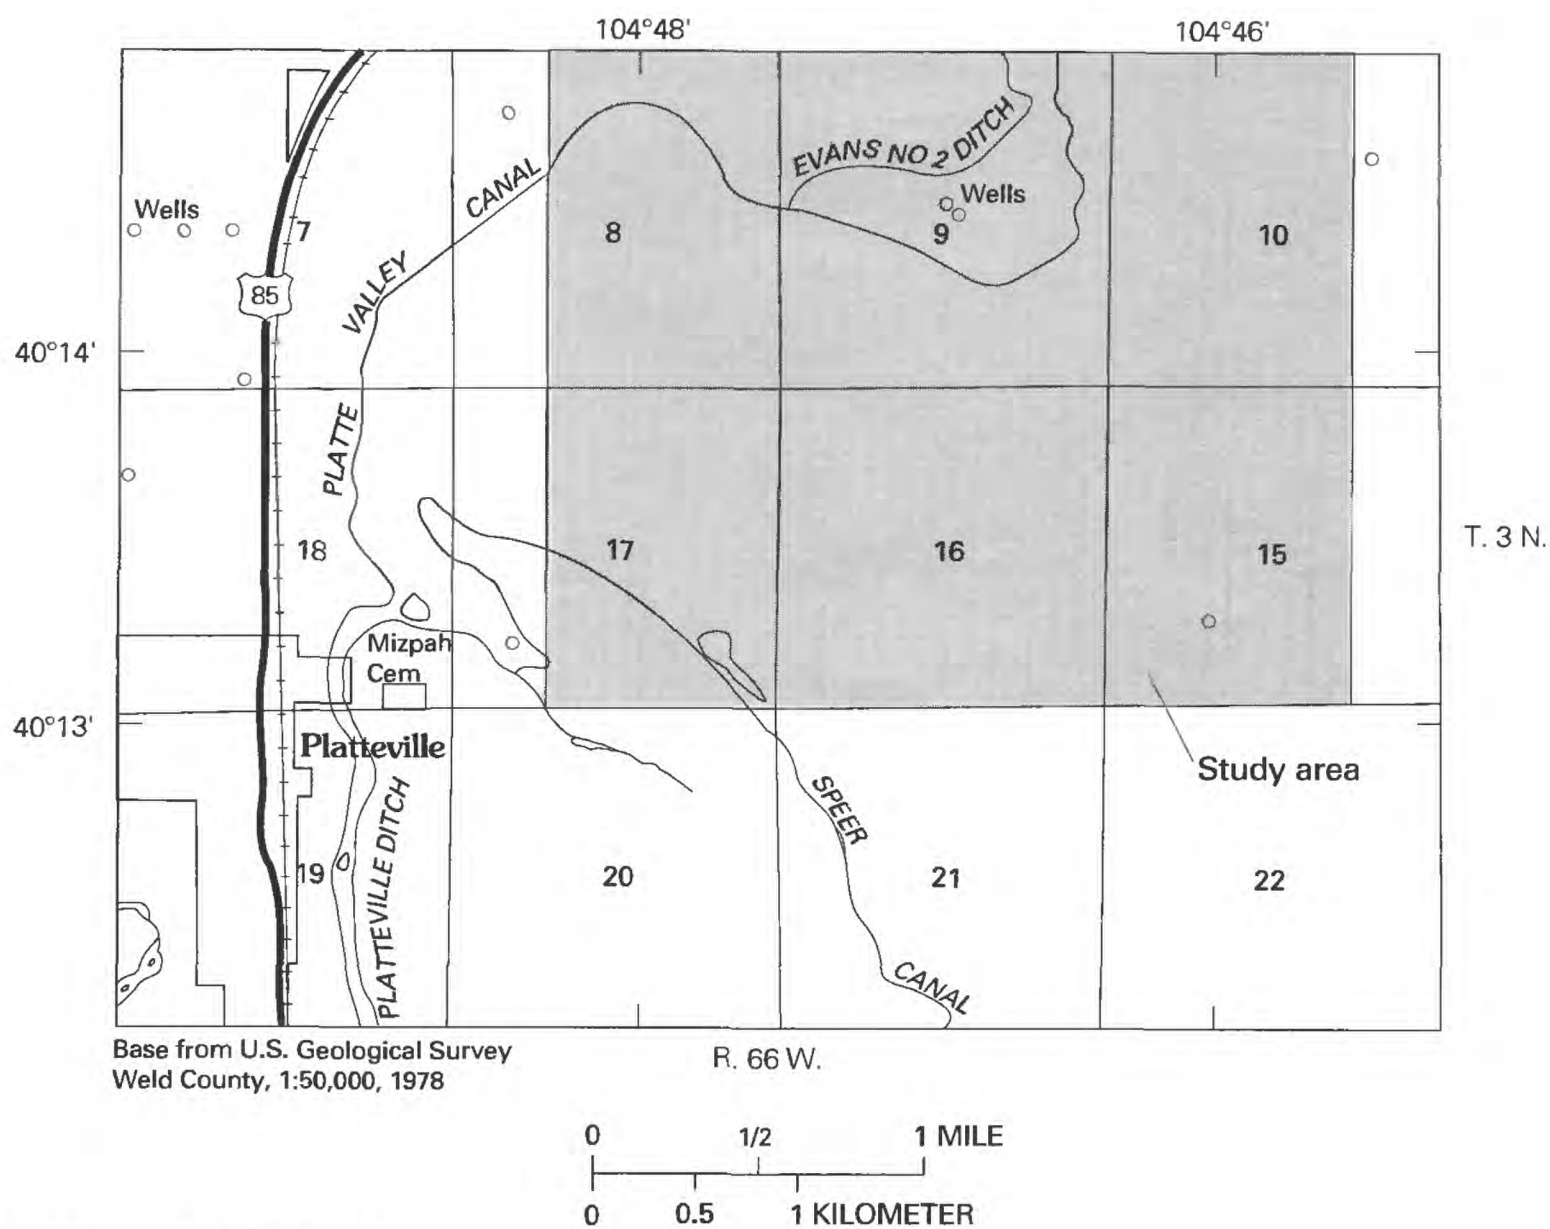 104°48'
104°46'
EVANS NO 2 DITCH
CANAL
Wells
Wells
7
8
9
10
85
VALLEY
40°14'
PLATTE
18
17
16
15
T. 3 N.
Mizpah
Cem
40°13'
Platteville
Study area
SPEER
PLATTEVILLE DITCH
19
20
21
22
CANAL
Base from U.S. Geological Survey
Weld County, 1:50,000, 1978
R. 66 W.
0 1/2 1 MILE
0 0.5 1 KILOMETER